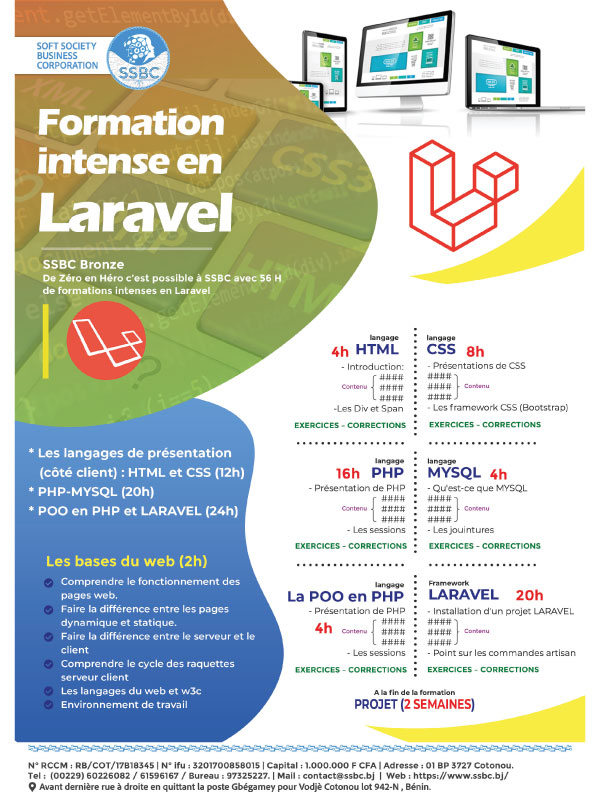 SOFT SOCIETY
BUSINESS
CORPORATION
SSBC
Formation
intense en
Laravel
SSBC Bronze
De Zéro en Héro c'est possible à SSBC avec 56 H
de formations intenses en Laravel
langage
4h HTML
- Introduction:
####
Contenu ####
####
-Les Div et Span
EXERCICES – CORRECTIONS
langage
CSS 8h
- Présentations de CSS
####
#### Contenu
####
- Les framework CSS (Bootstrap)
EXERCICES – CORRECTIONS
* Les langages de présentation
(côté client) : HTML et CSS (12h)
* PHP-MYSQL (20h)
* POO en PHP et LARAVEL (24h)
langage
16h PHP
- Présentation de PHP
####
Contenu ####
####
- Les sessions
EXERCICES – CORRECTIONS
langage
MYSQL 4h
- Qu'est-ce que MYSQL
####
#### Contenu
####
- Les jouintures
EXERCICES – CORRECTIONS
Les bases du web (2h)
Comprendre le fonctionnement des
pages web.
Faire la différence entre les pages
dynamique et statique.
Faire la différence entre le serveur et le
client
Comprendre le cycle des raquettes
serveur client
Les langages du web et w3c
Environnement de travail
langage
La POO en PHP
- Présentation de PHP
####
4h Contenu ####
####
- Les sessions
EXERCICES – CORRECTIONS
Framework
LARAVEL 20h
- Installation d'un projet LARAVEL
####
#### Contenu
####
- Point sur les commandes artisan
EXERCICES – CORRECTIONS
A la fin de la formation
PROJET (2 SEMAINES)
N° RCCM : RB/COT/17B18345 | N° ifu : 3201700858015 | Capital : 1.000.000 F CFA | Adresse : 01 BP 3727 Cotonou.
Tel : (00229) 60226082 / 61596167 / Bureau : 97325227. | Mail : contact@ssbc.bj | Web : https://www.ssbc.bj/
Avant dernière rue à droite en quittant la poste Gbégamey pour Vodjè Cotonou lot 942-N , Bénin.